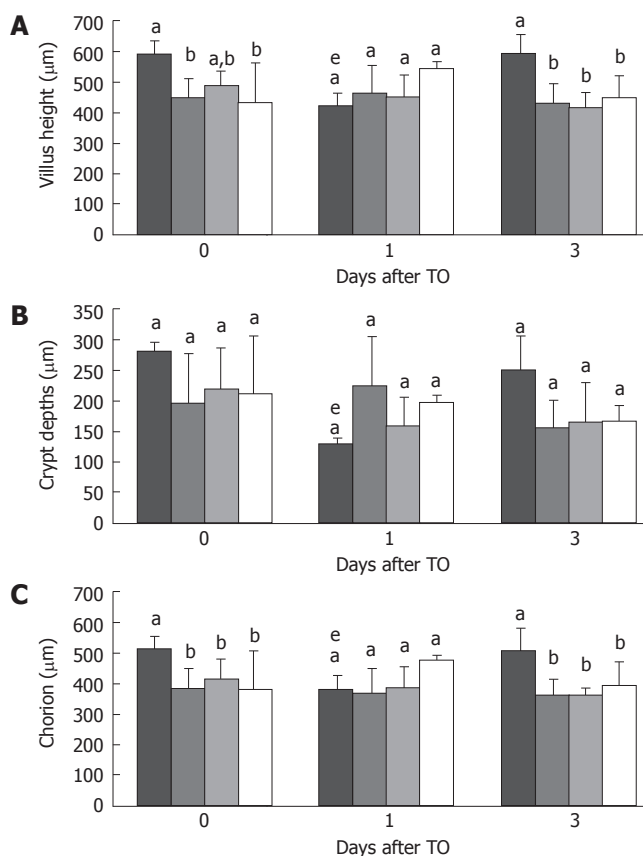 A
Villus height (μm)
700
600
500
400
300
200
100
0
a b a,b b
e
a a a a
a b b b
0 1 3
Days after TO
B
Crypt depths (μm)
350
300
250
200
150
100
50
0
a a a a
e
a a a a
a a a a
0 1 3
Days after TO
C
Chorion (μm)
700
600
500
400
300
200
100
0
a b b b
e
a a a a
a b b b
0 1 3
Days after TO